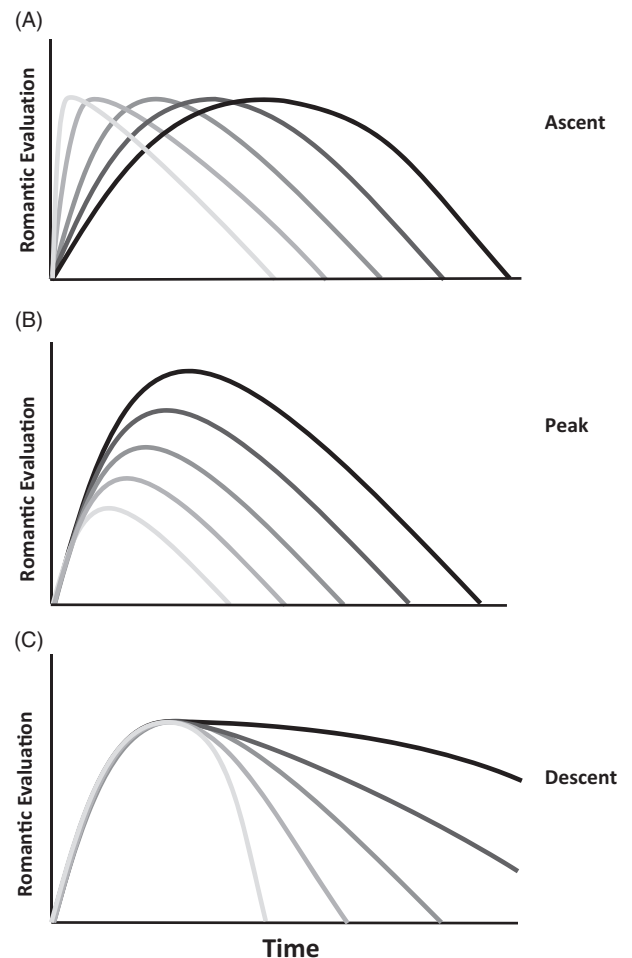 (A)
Romantic Evaluation
Ascent
(B)
Romantic Evaluation
Peak
(C)
Romantic Evaluation
Descent
Time